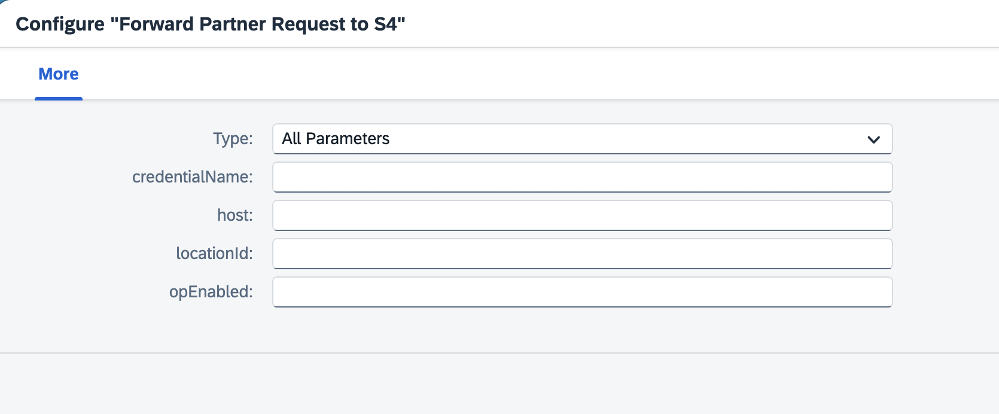 Configure "Forward Partner Request to S4"
More
Type: All Parameters
credentialName:
host:
locationId:
opEnabled: